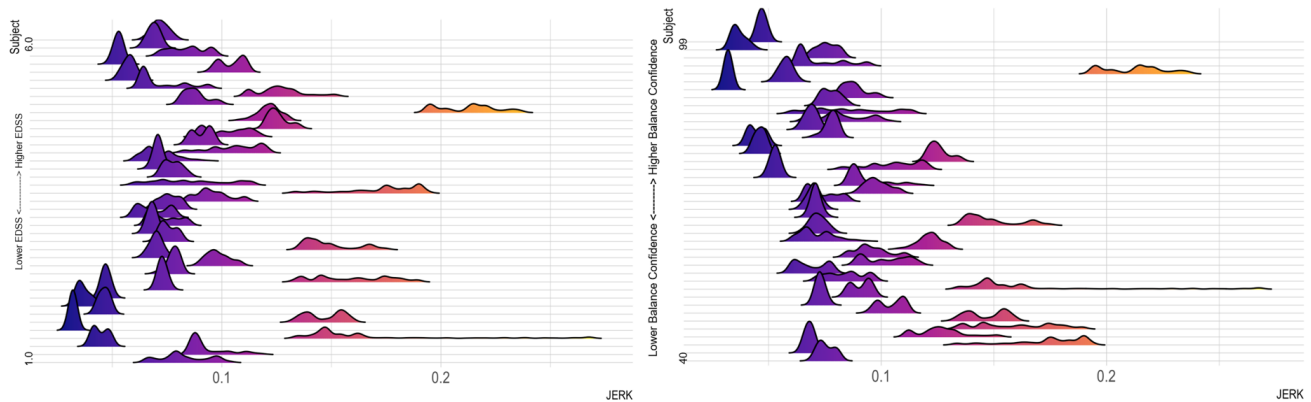 Subject
6.0
Lower EDSS <----------> Higher EDSS
1.0
0.1
0.2
JERK
Subject
99
Lower Balance Confidence <-------> Higher Balance Confidence
40
0.1
0.2
JERK